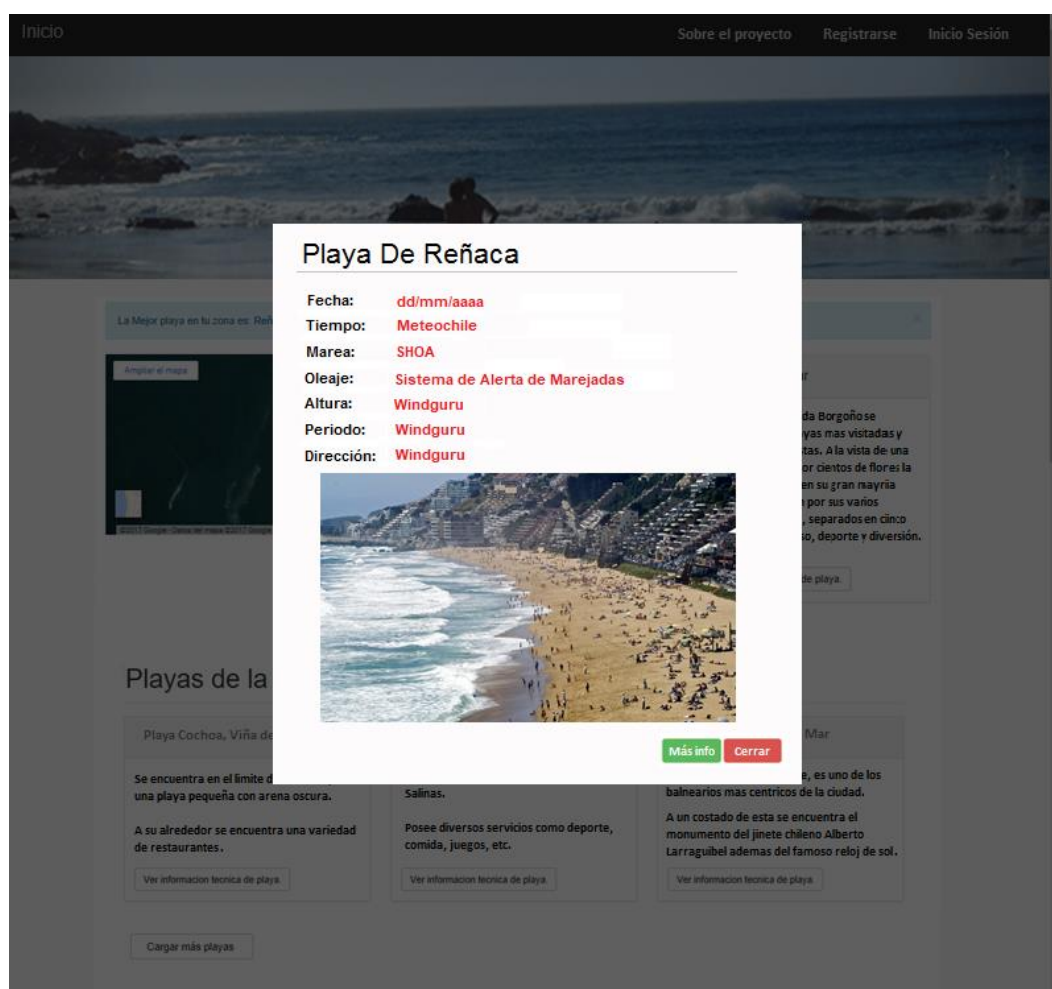 Inicio
Sobre el proyecto
Registrarse
Inicio Sesión
Playa De Reñaca
Fecha: dd/mm/aaaa
Tiempo: Meteochile
Marea: SHOA
Oleaje: Sistema de Alerta de Marejadas
Altura: Windguru
Periodo: Windguru
Dirección: Windguru
Más info
Cerrar
La Mejor playa en tu zona es:
×
Ampliar el mapa
da Borgoño se
yas mas visitadas y
tas. A la vista de una
or cientos de flores la
en su gran mayria
por sus varios
, separados en cinco
so, deporte y diversión.
de playa.
Playas de la
Playa Cochoa, Viña de
Mar
Se encuentra en el limite d
una playa pequeña con arena oscura.
A su alrededor se encuentra una variedad
de restaurantes.
Ver informacion tecnica de playa.
Salinas.
Posee diversos servicios como deporte,
comida, juegos, etc.
Ver informacion tecnica de playa.
e, es uno de los
balnearios mas centricos de la ciudad.
A un costado de esta se encuentra el
monumento del jinete chileno Alberto
Larraguibel ademas del famoso reloj de sol.
Ver informacion tecnica de playa
Cargar más playas